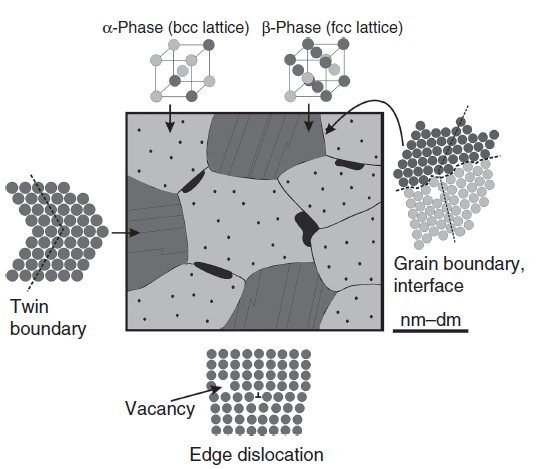 α-Phase (bcc lattice) β-Phase (fcc lattice)
Grain boundary,
interface
nm–dm
Twin
boundary
Vacancy
Edge dislocation